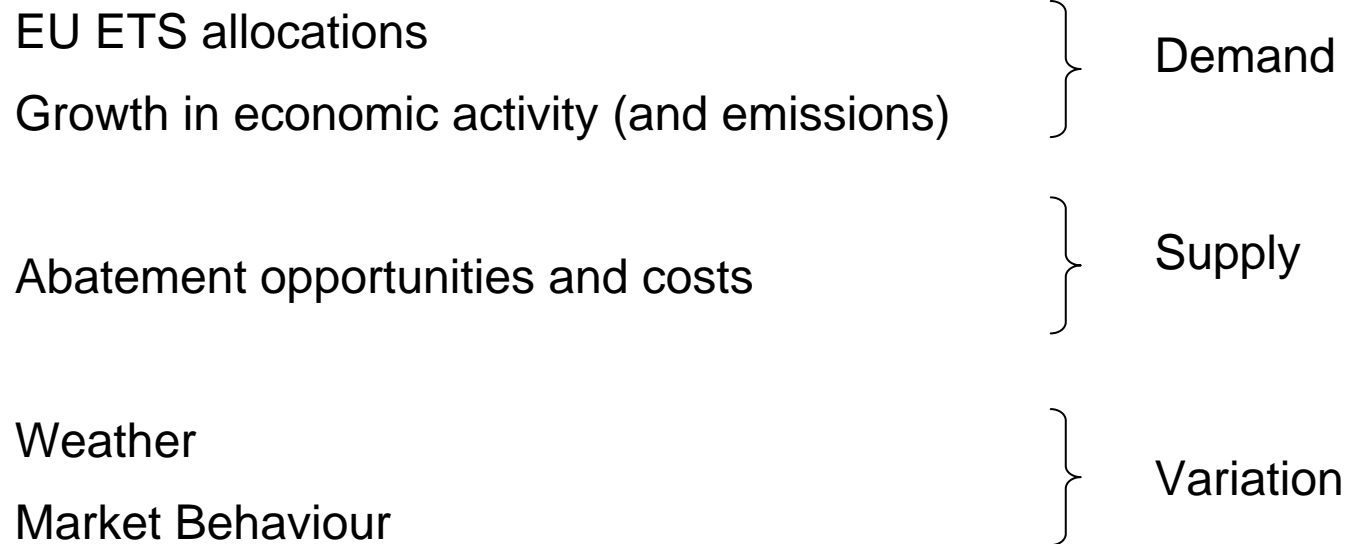 EU ETS allocations
Growth in economic activity (and emissions)
Demand
Abatement opportunities and costs
Supply
Weather
Market Behaviour
Variation